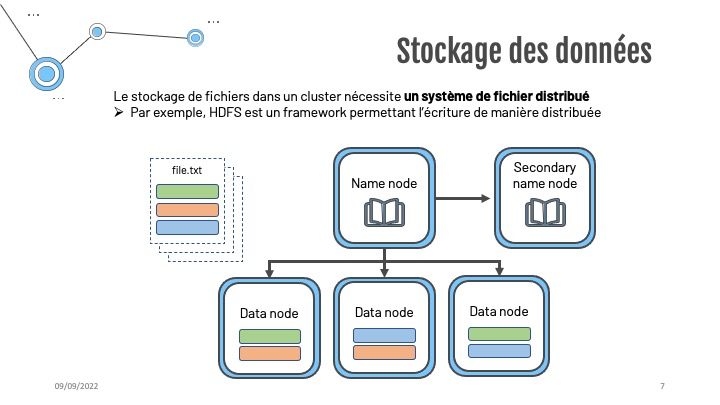 Stockage des données
Le stockage de fichiers dans un cluster nécessite un système de fichier distribué
➢ Par exemple, HDFS est un framework permettant l'écriture de manière distribuée
file.txt
Name node
Secondary
name node
Data node
Data node
Data node
09/09/2022
7